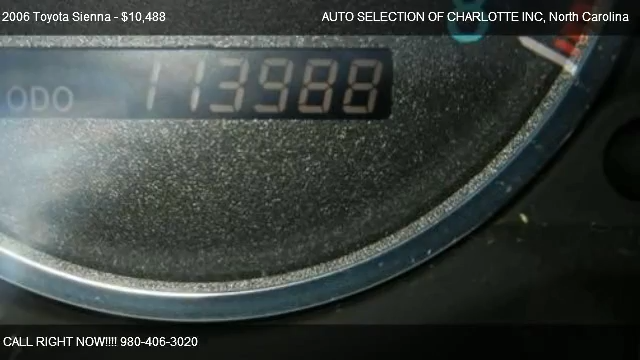 2006 Toyota Sienna - $10,488 AUTO SELECTION OF CHARLOTTE INC, North Carolina
ODO 113988
CALL RIGHT NOW!!!! 980-406-3020